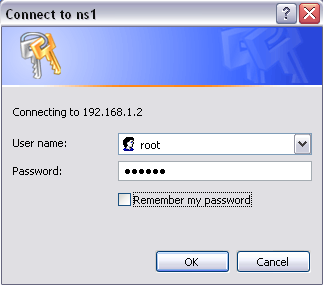 Connect to ns1
Connecting to 192.168.1.2
User name: root
Password: ••••••
Remember my password
OK Cancel